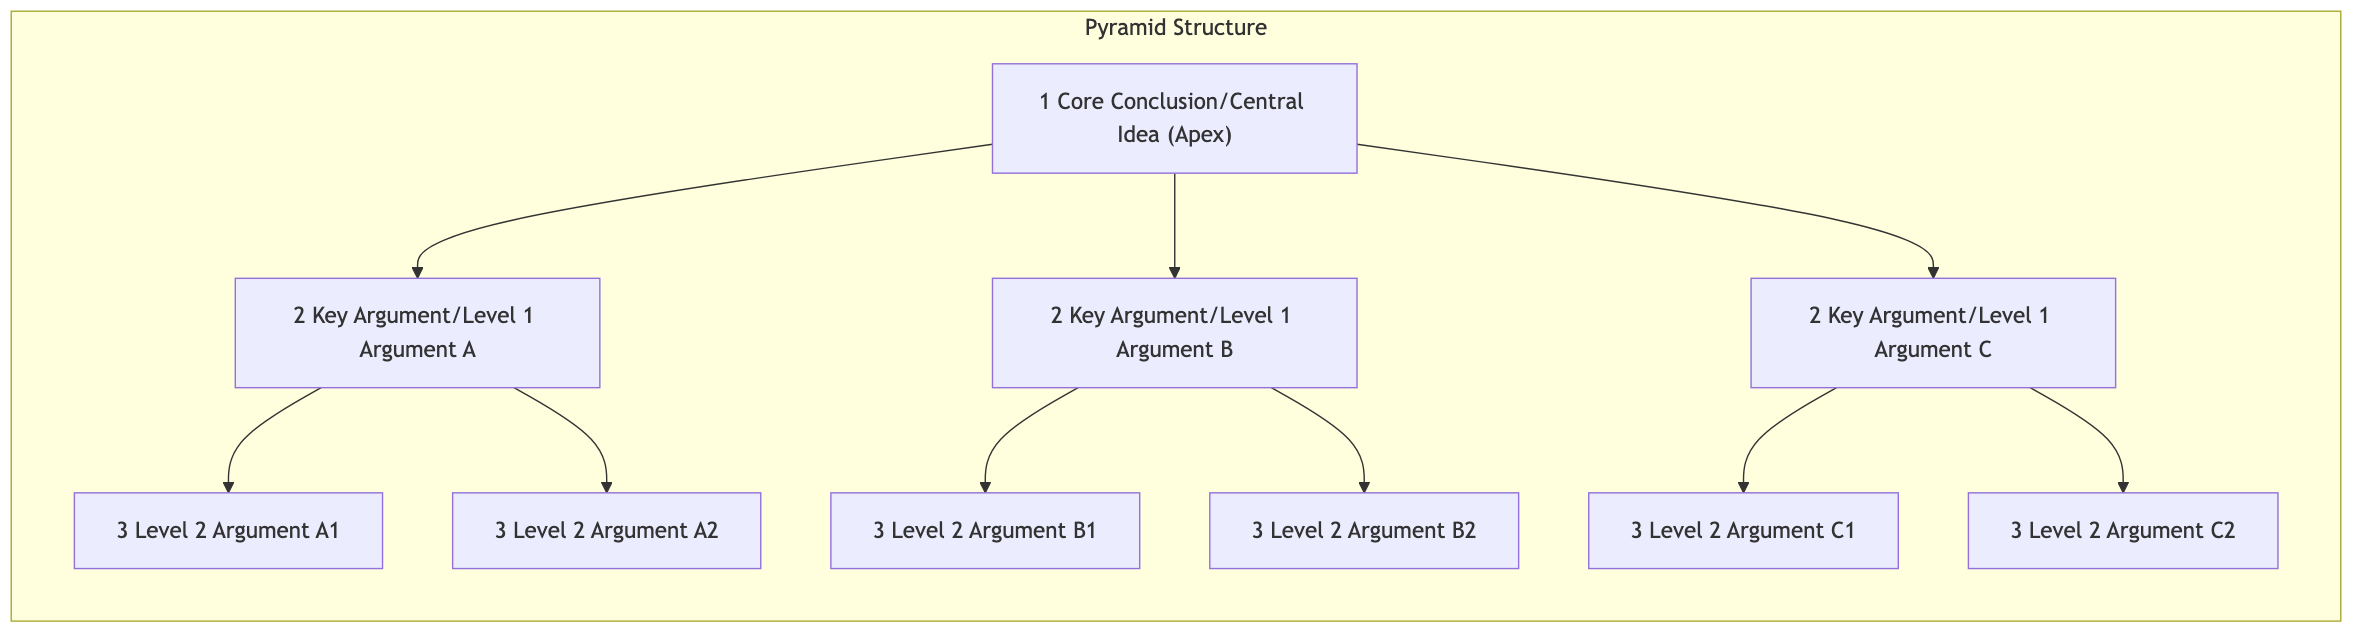 Pyramid Structure
1 Core Conclusion/Central
Idea (Apex)
2 Key Argument/Level 1
Argument A
2 Key Argument/Level 1
Argument B
2 Key Argument/Level 1
Argument C
3 Level 2 Argument A1
3 Level 2 Argument A2
3 Level 2 Argument B1
3 Level 2 Argument B2
3 Level 2 Argument C1
3 Level 2 Argument C2